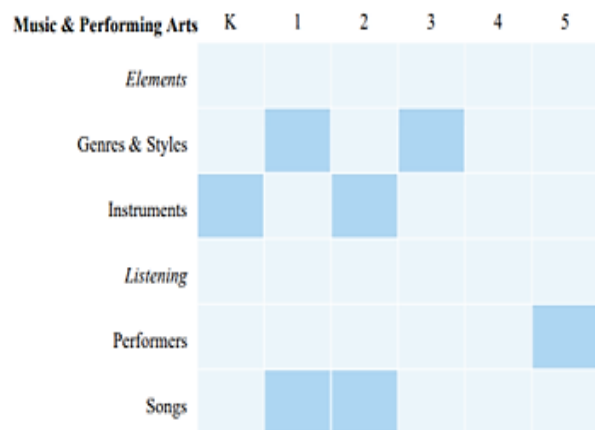 Music & Performing Arts K 1 2 3 4 5
Elements
Genres & Styles
Instruments
Listening
Performers
Songs